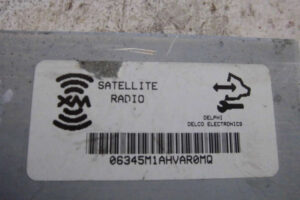 XM
SATELLITE
RADIO
DELPHI
DELCO ELECTRONICS
06345M1AHVAR0MQ